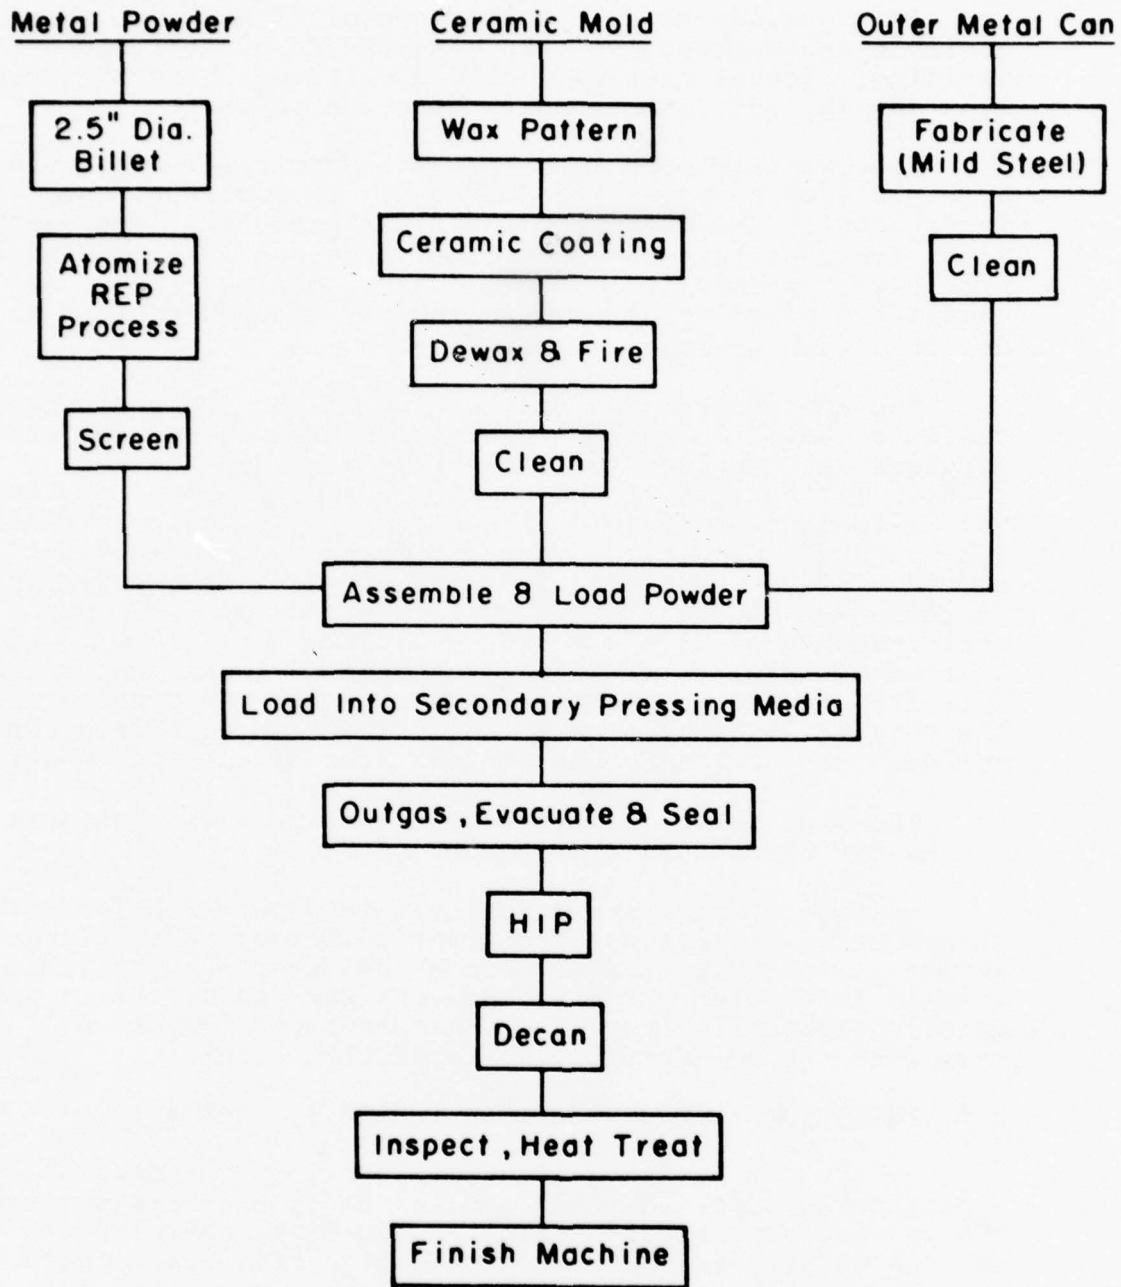 Metal Powder
2.5" Dia.
Billet
Atomize
REP
Process
Screen
Ceramic Mold
Wax Pattern
Ceramic Coating
Dewax & Fire
Clean
Outer Metal Can
Fabricate
(Mild Steel)
Clean
Assemble & Load Powder
Load Into Secondary Pressing Media
Outgas, Evacuate & Seal
HIP
Decan
Inspect, Heat Treat
Finish Machine